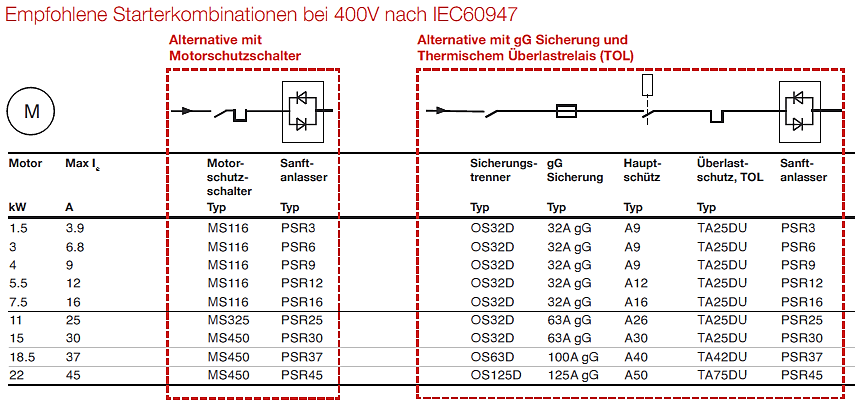 Empfohlene Starterkombinationen bei 400V nach IEC60947
Alternative mit
Motorschutzschalter
Alternative mit gG Sicherung und
Thermischem Überlastrelais (TOL)
M
Motor Max Ie Motor- Sanft- Sicherungs- gG Haupt- Überlast- Sanft-
schutz- anlasser trenner Sicherung schütz schutz, TOL anlasser
schalter
kW A Typ Typ Typ Typ Typ Typ Typ
1.5 3.9 MS116 PSR3 OS32D 32A gG A9 TA25DU PSR3
3 6.8 MS116 PSR6 OS32D 32A gG A9 TA25DU PSR6
4 9 MS116 PSR9 OS32D 32A gG A9 TA25DU PSR9
5.5 12 MS116 PSR12 OS32D 32A gG A12 TA25DU PSR12
7.5 16 MS116 PSR16 OS32D 32A gG A16 TA25DU PSR16
11 25 MS325 PSR25 OS32D 63A gG A26 TA25DU PSR25
15 30 MS450 PSR30 OS32D 63A gG A30 TA25DU PSR30
18.5 37 MS450 PSR37 OS63D 100A gG A40 TA42DU PSR37
22 45 MS450 PSR45 OS125D 125A gG A50 TA75DU PSR45